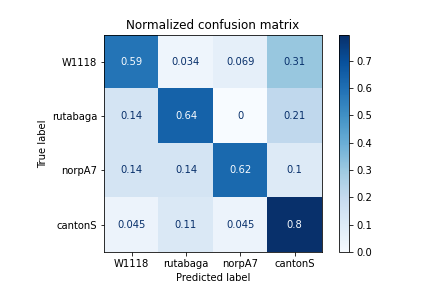 Normalized confusion matrix
True label
W1118 0.59 0.034 0.069 0.31
rutabaga 0.14 0.64 0 0.21
norpA7 0.14 0.14 0.62 0.1
cantonS 0.045 0.11 0.045 0.8
W1118 rutabaga norpA7 cantonS
Predicted label
0.7
0.6
0.5
0.4
0.3
0.2
0.1
0.0